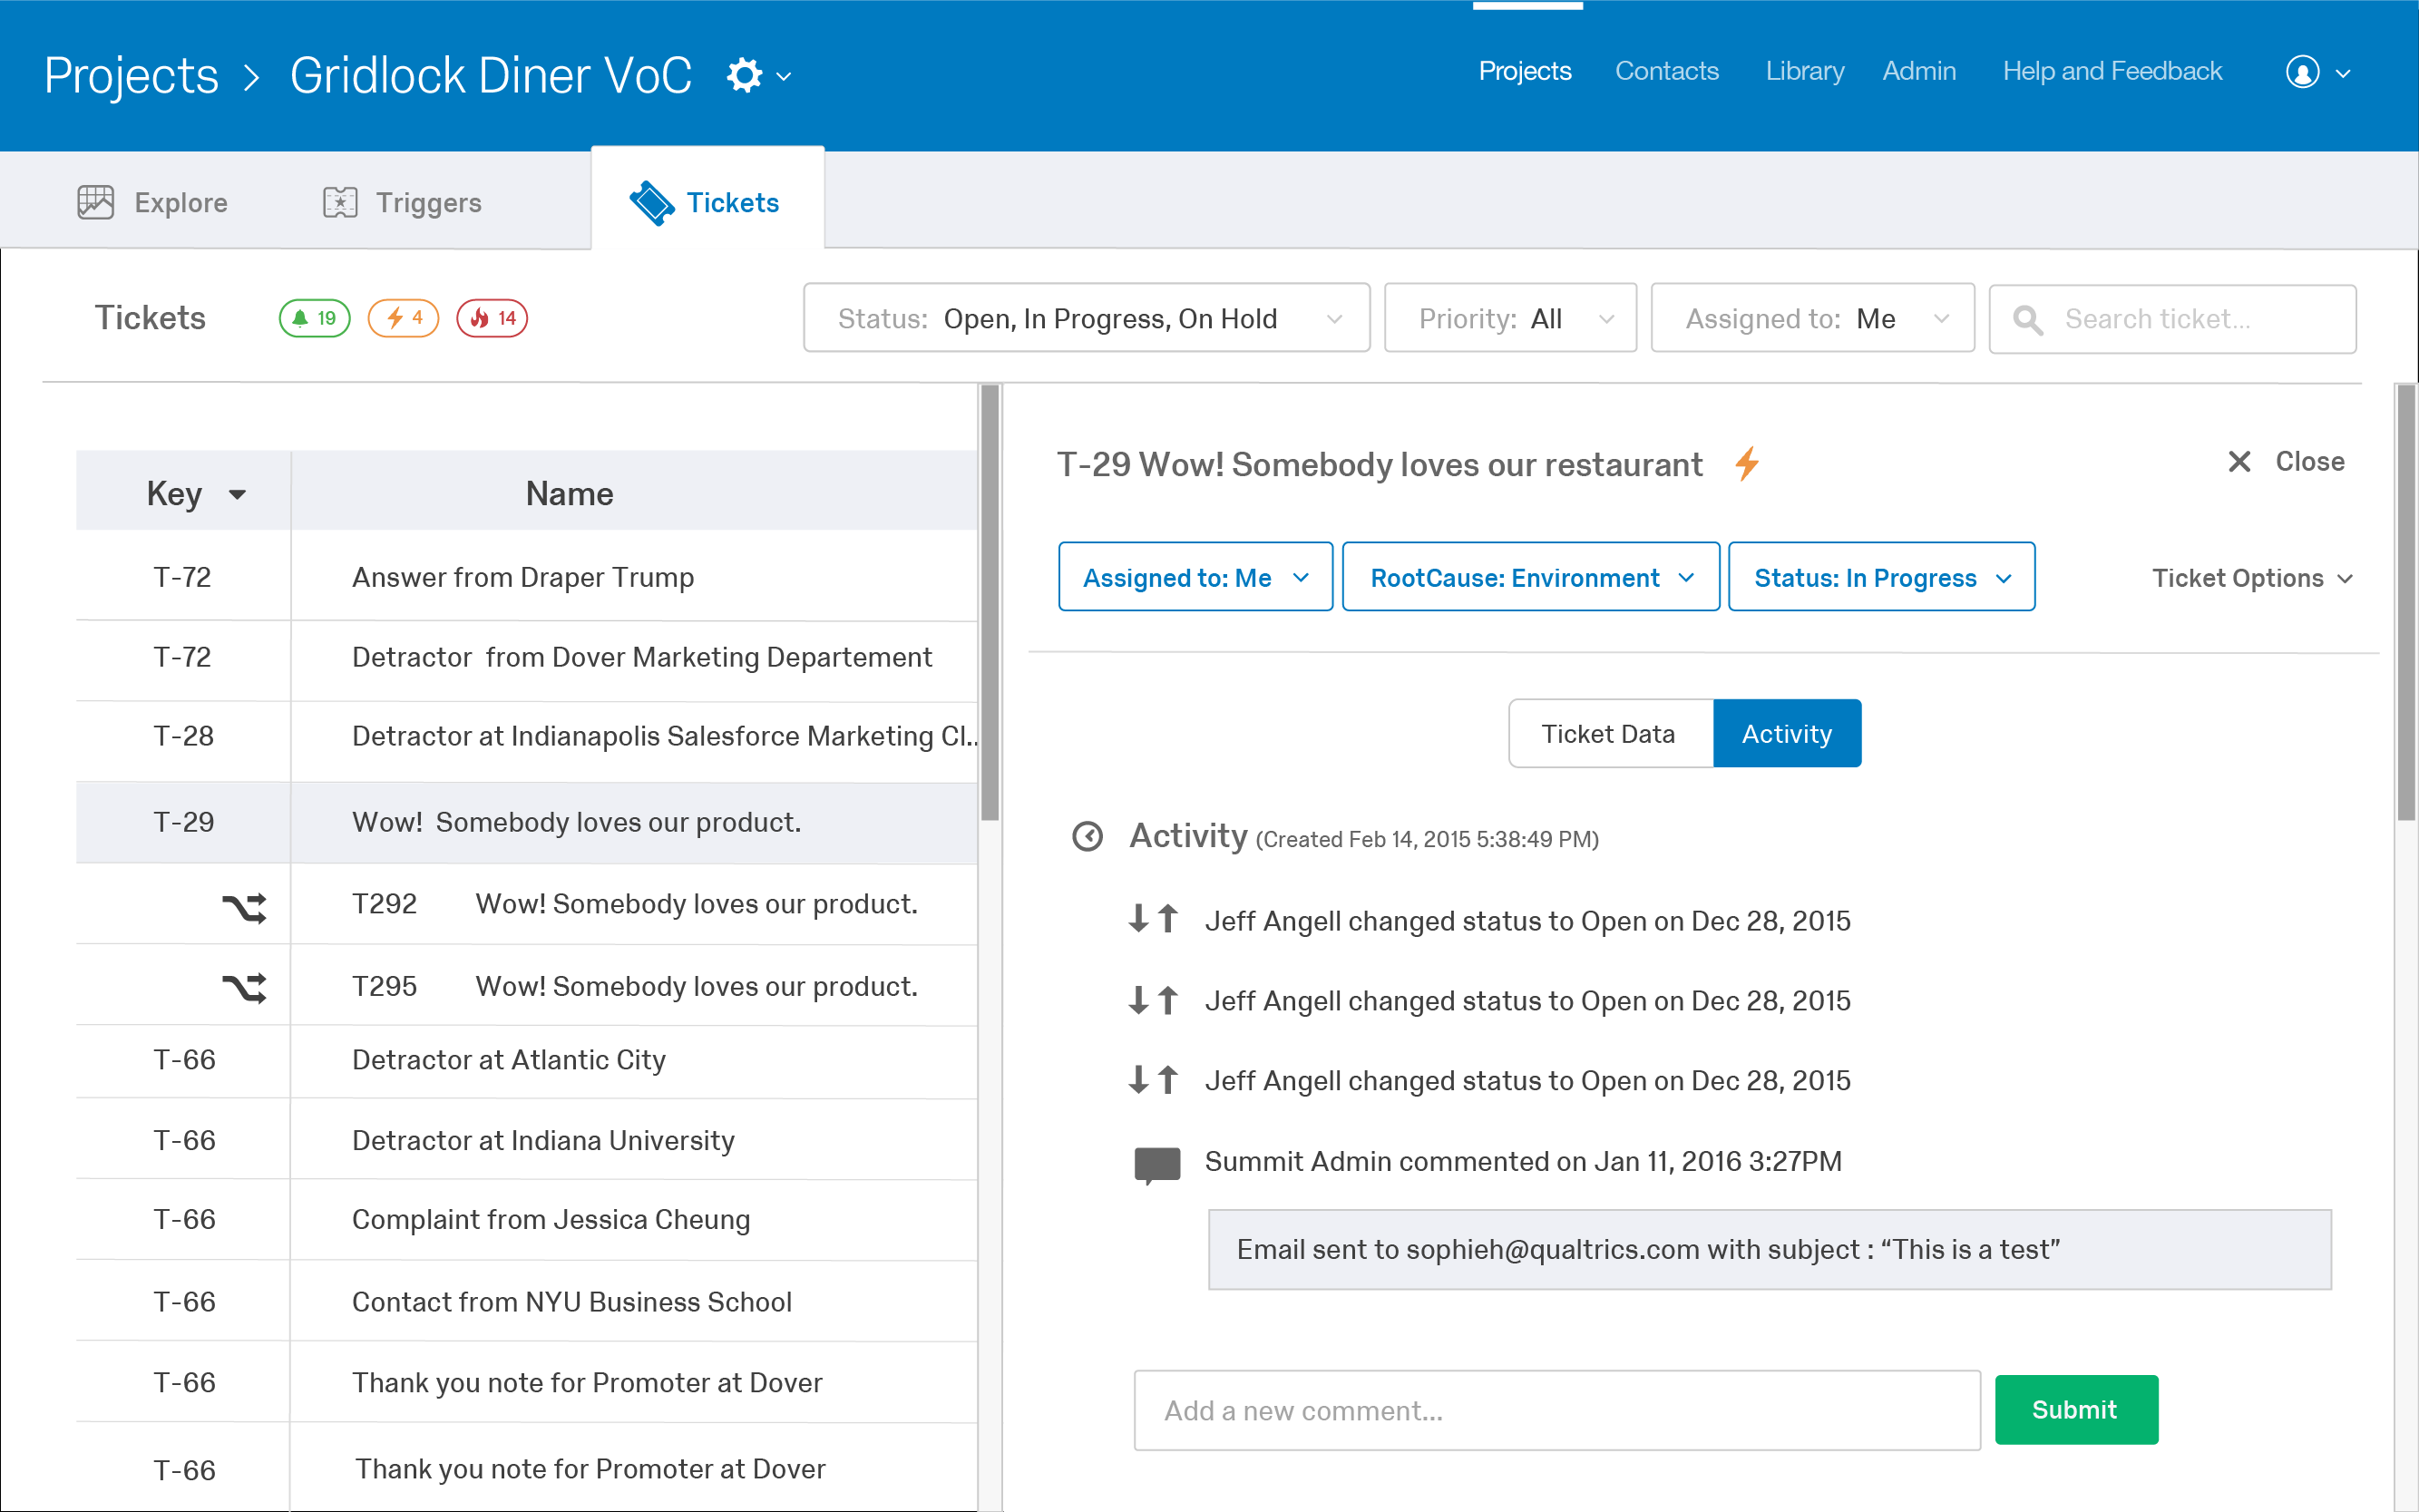 Projects > Gridlock Diner VoC
Projects Contacts Library Admin Help and Feedback
Explore Triggers Tickets
Tickets 19 4 14
Status: Open, In Progress, On Hold Priority: All Assigned to: Me Search ticket...
Key Name
T-72 Answer from Draper Trump
T-72 Detractor from Dover Marketing Departement
T-28 Detractor at Indianapolis Salesforce Marketing Cl..
T-29 Wow! Somebody loves our product.
T292 Wow! Somebody loves our product.
T295 Wow! Somebody loves our product.
T-66 Detractor at Atlantic City
T-66 Detractor at Indiana University
T-66 Complaint from Jessica Cheung
T-66 Contact from NYU Business School
T-66 Thank you note for Promoter at Dover
T-66 Thank you note for Promoter at Dover
T-29 Wow! Somebody loves our restaurant
Close
Assigned to: Me RootCause: Environment Status: In Progress Ticket Options
Ticket Data Activity
Activity (Created Feb 14, 2015 5:38:49 PM)
Jeff Angell changed status to Open on Dec 28, 2015
Jeff Angell changed status to Open on Dec 28, 2015
Jeff Angell changed status to Open on Dec 28, 2015
Summit Admin commented on Jan 11, 2016 3:27PM
Email sent to sophieh@qualtrics.com with subject : “This is a test”
Add a new comment... Submit